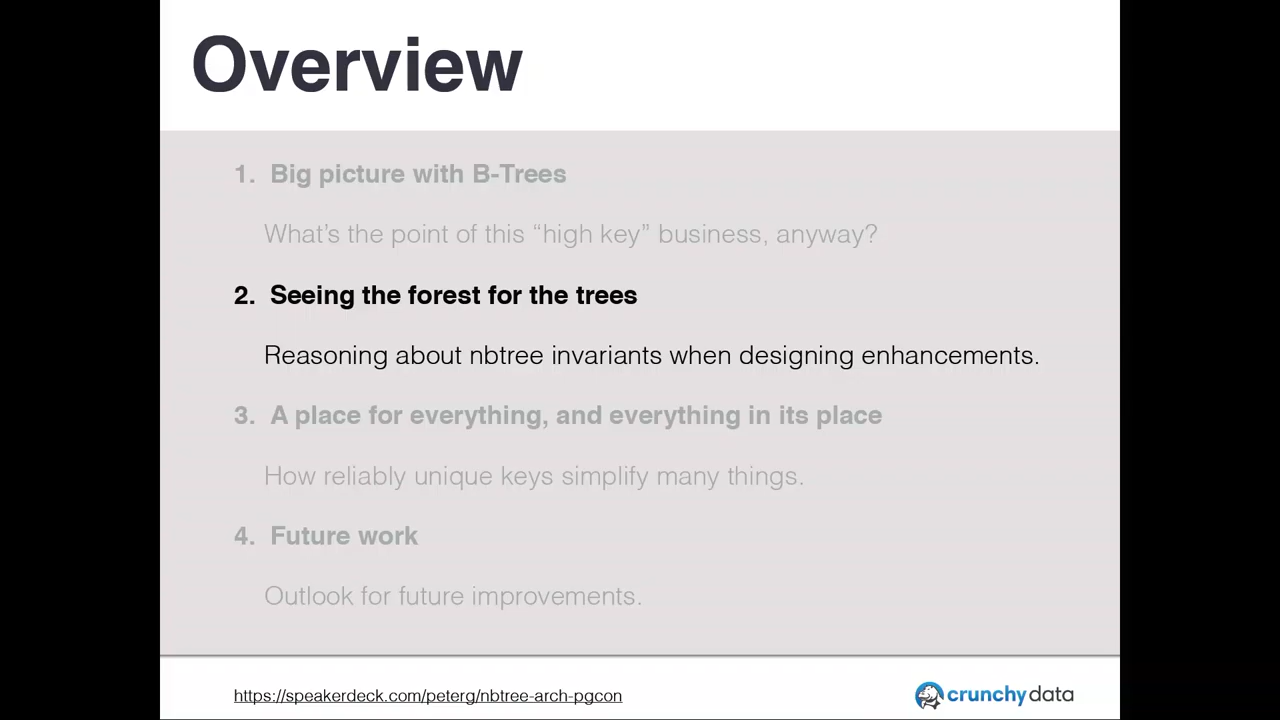 Overview
1. Big picture with B-Trees
What’s the point of this “high key” business, anyway?
2. Seeing the forest for the trees
Reasoning about nbtree invariants when designing enhancements.
3. A place for everything, and everything in its place
How reliably unique keys simplify many things.
4. Future work
Outlook for future improvements.
https://speakerdeck.com/peterg/nbtree-arch-pgcon
crunchydata